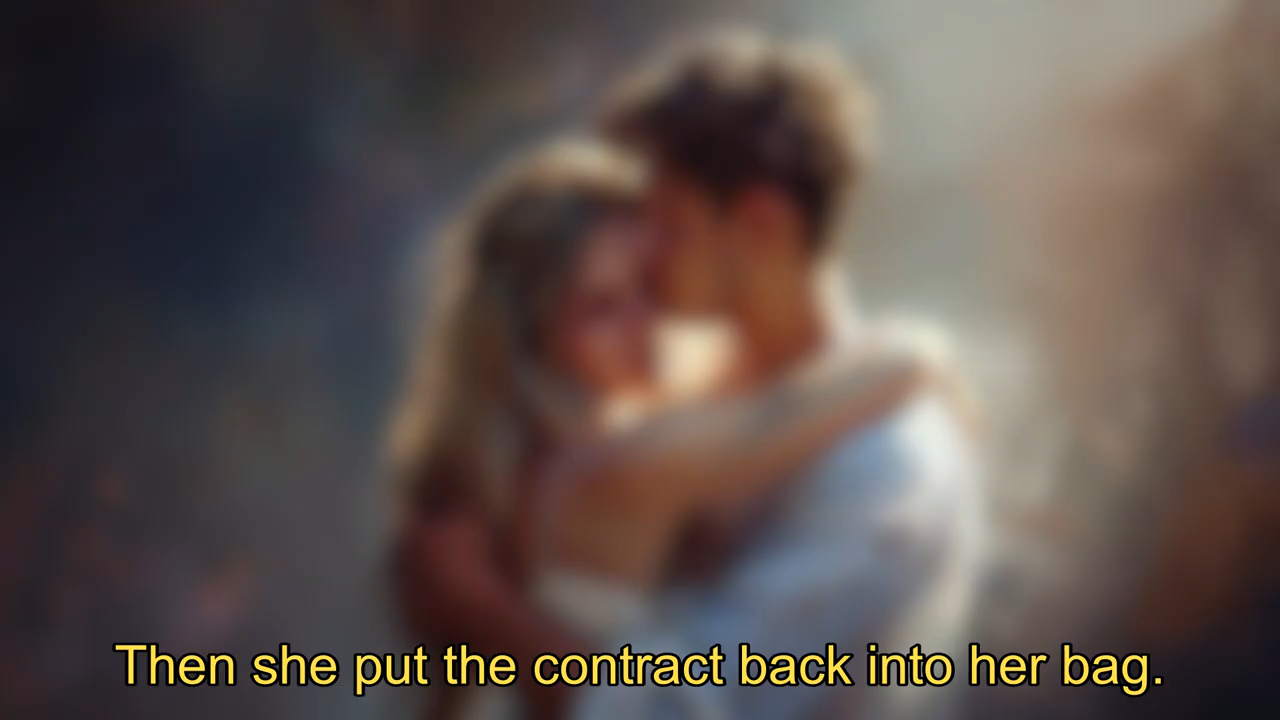 Then she put the contract back into her bag.